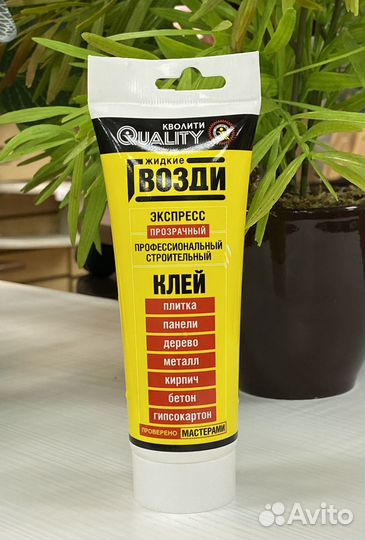 КВОЛИТИ
QUALITY
ЖИДКИЕ
ГВОЗДИ
ЭКСПРЕСС
ПРОЗРАЧНЫЙ
ПРОФЕССИОНАЛЬНЫЙ
СТРОИТЕЛЬНЫЙ
КЛЕЙ
плитка
панели
дерево
металл
кирпич
бетон
гипсокартон
ПРОВЕРЕНО МАСТЕРАМИ
Avito